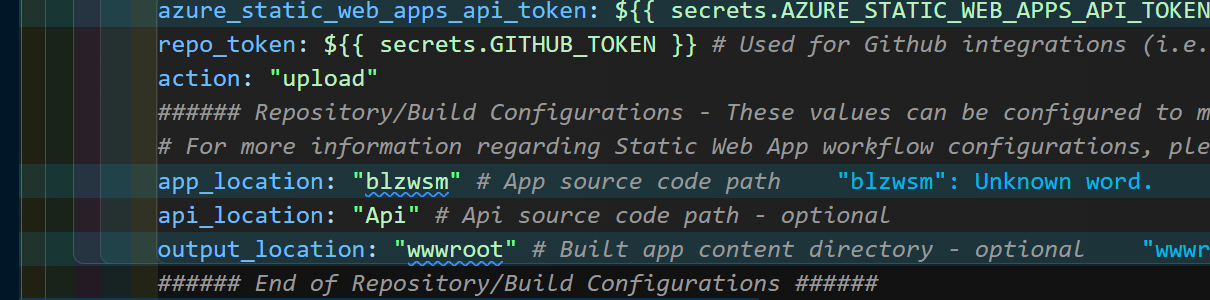 azure_static_web_apps_api_token: ${{ secrets.AZURE_STATIC_WEB_APPS_API_TOKEN
repo_token: ${{ secrets.GITHUB_TOKEN }} # Used for Github integrations (i.e.
action: "upload"
###### Repository/Build Configurations - These values can be configured to m
# For more information regarding Static Web App workflow configurations, ple
app_location: "blzwsm" # App source code path "blzwsm": Unknown word.
api_location: "Api" # Api source code path - optional
output_location: "wwwroot" # Built app content directory - optional "wwwr
###### End of Repository/Build Configurations ######